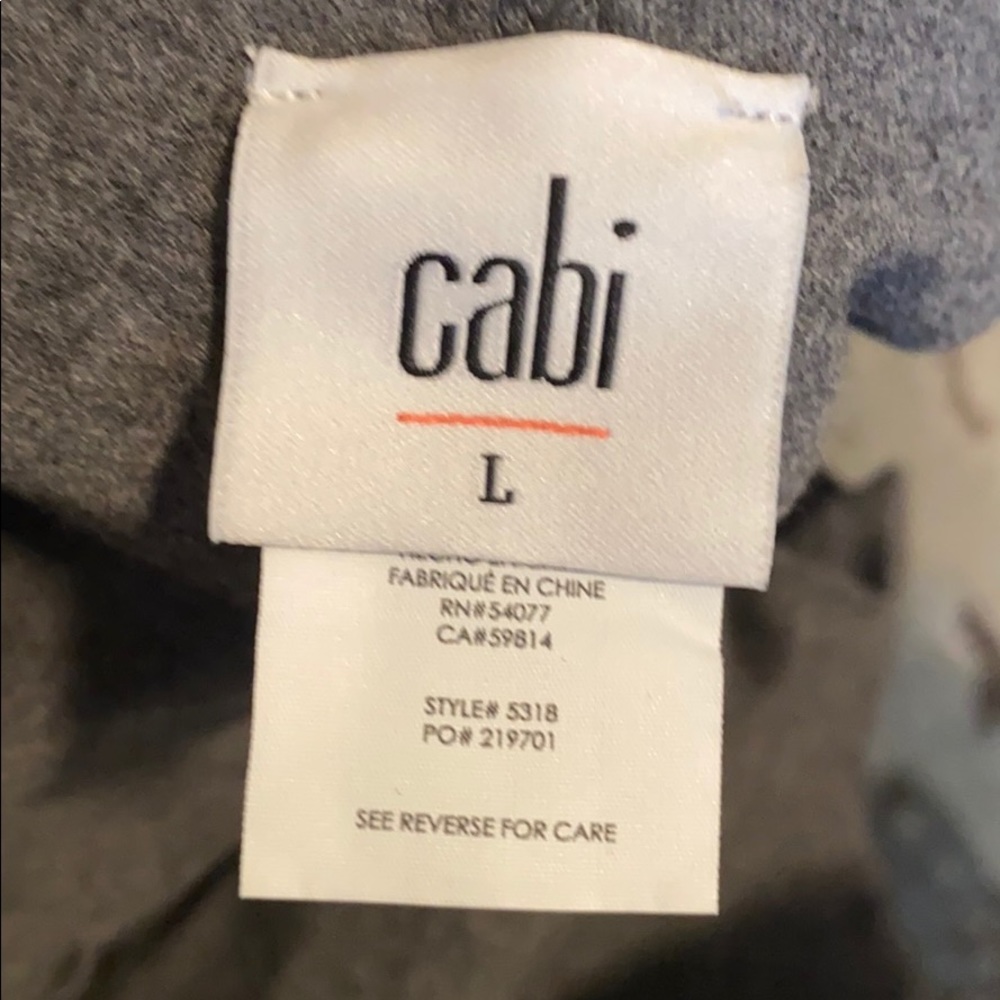 cabi
L
FABRIQUÉ EN CHINE
RN#54077
CA#59814
STYLE# 5318
PO# 219701
SEE REVERSE FOR CARE